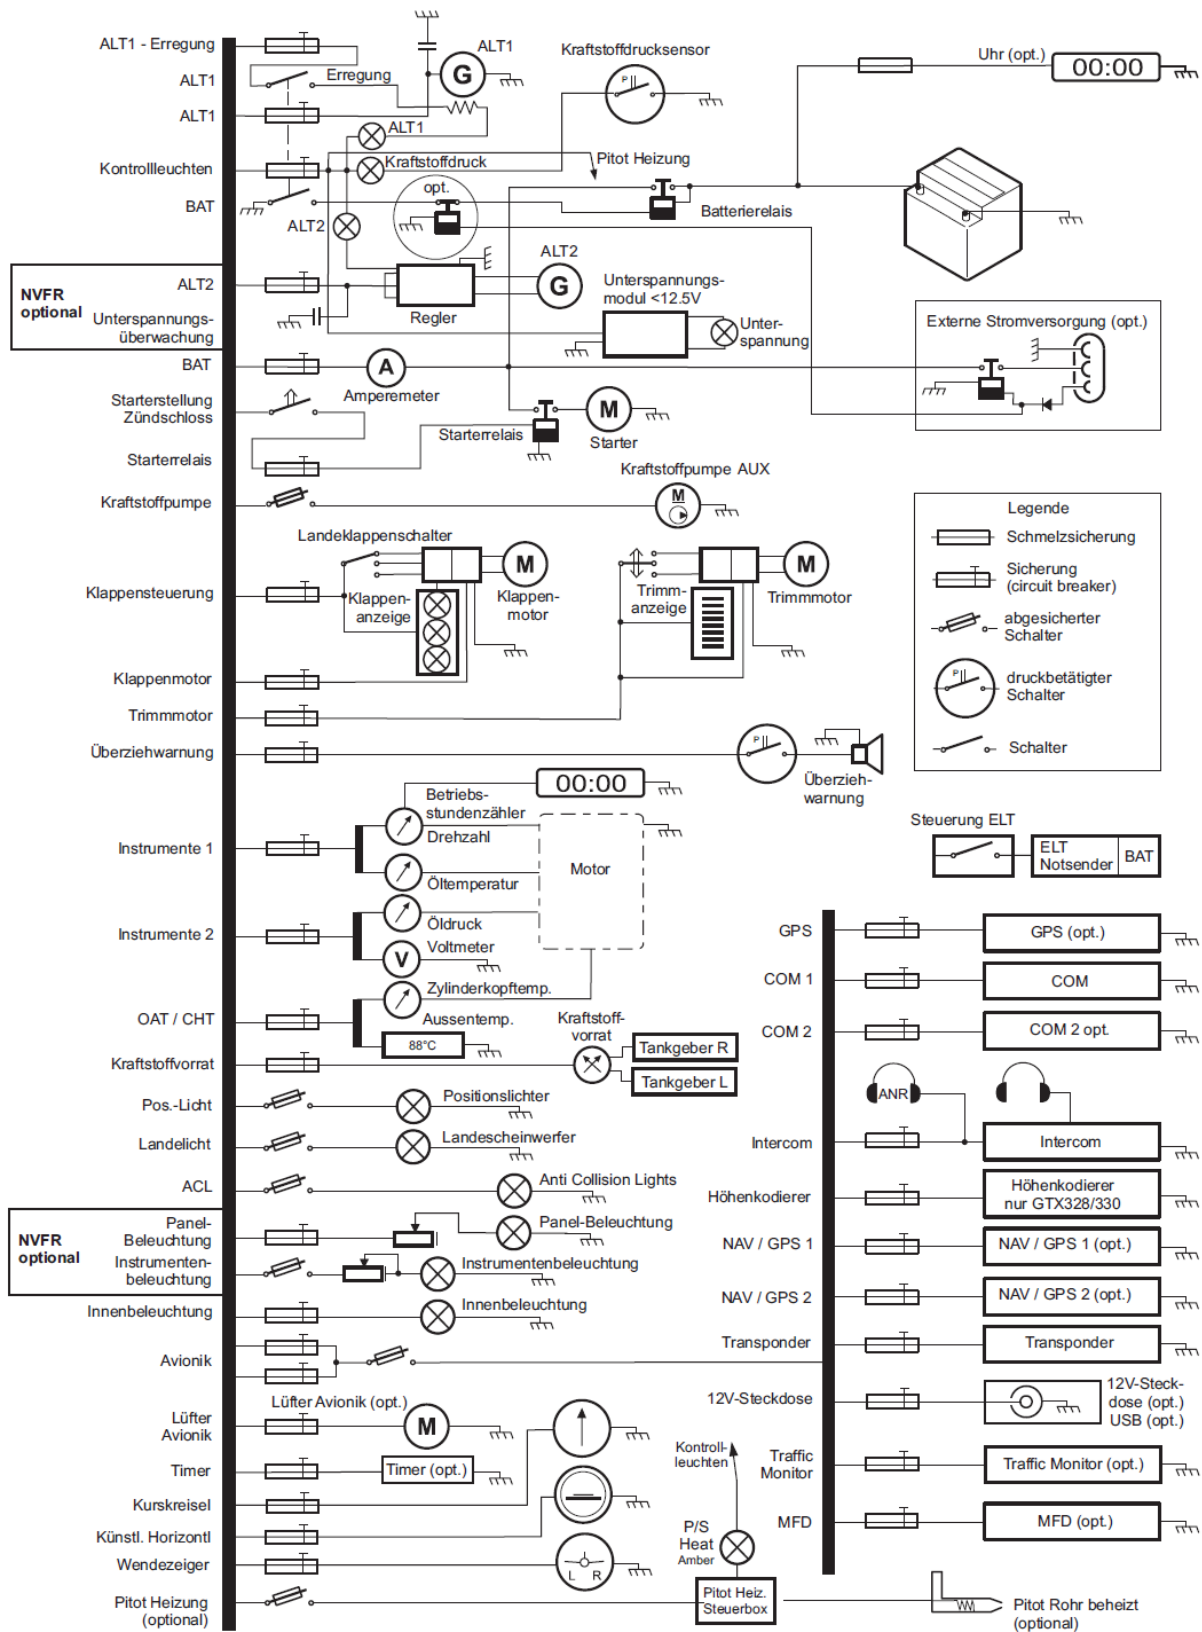 ALT1 - Erregung
ALT1
Erregung
ALT1
G
ALT1
ALT1
Kraftstoffdrucksensor
P
Uhr (opt.)
00:00
Kontrollleuchten
Kraftstoffdruck
Pitot Heizung
BAT
opt.
Batterierelais
ALT2
NVFR
optional
ALT2
Unterspannungs-
überwachung
Regler
ALT2
G
Unterspannungs-
modul <12.5V
Unter-
spannung
Externe Stromversorgung (opt.)
BAT
A
Amperemeter
Starterstellung
Zündschloss
Starterrelais
M
Starter
Starterrelais
Kraftstoffpumpe
Kraftstoffpumpe AUX
M
Legende
Schmelzsicherung
Sicherung
(circuit breaker)
abgesicherter
Schalter
P
druckbetätigter
Schalter
Schalter
Landeklappenschalter
M
Klappensteuerung
Klappen-
anzeige
Klappen-
motor
Trimm-
anzeige
M
Trimmmotor
Klappenmotor
Trimmmotor
Überziehwarnung
P
Überzieh-
warnung
Betriebs-
stundenzähler
00:00
Drehzahl
Instrumente 1
Öltemperatur
Motor
Steuerung ELT
ELT
Notsender
BAT
Instrumente 2
Öldruck
V
Voltmeter
OAT / CHT
Zylinderkopftemp.
Aussentemp.
88°C
Kraftstoffvorrat
Kraftstoff-
vorrat
Tankgeber R
Tankgeber L
Pos.-Licht
Positionslichter
Landelicht
Landescheinwerfer
ACL
Anti Collision Lights
NVFR
optional
Panel-
Beleuchtung
Panel-Beleuchtung
Instrumenten-
beleuchtung
Instrumentenbeleuchtung
Innenbeleuchtung
Innenbeleuchtung
Avionik
Lüfter
Avionik
Lüfter Avionik (opt.)
M
Timer
Timer (opt.)
Kurskreisel
Künstl. Horizontl
Wendezeiger
L R
Pitot Heizung
(optional)
Kontroll-
leuchten
P/S
Heat
Amber
Pitot Heiz.
Steuerbox
Pitot Rohr beheizt
(optional)
GPS
GPS (opt.)
COM 1
COM
COM 2
COM 2 opt.
ANR
Intercom
Intercom
Höhenkodierer
Höhenkodierer
nur GTX328/330
NAV / GPS 1
NAV / GPS 1 (opt.)
NAV / GPS 2
NAV / GPS 2 (opt.)
Transponder
Transponder
12V-Steckdose
12V-Steck-
dose (opt.)
USB (opt.)
Traffic
Monitor
Traffic Monitor (opt.)
MFD
MFD (opt.)